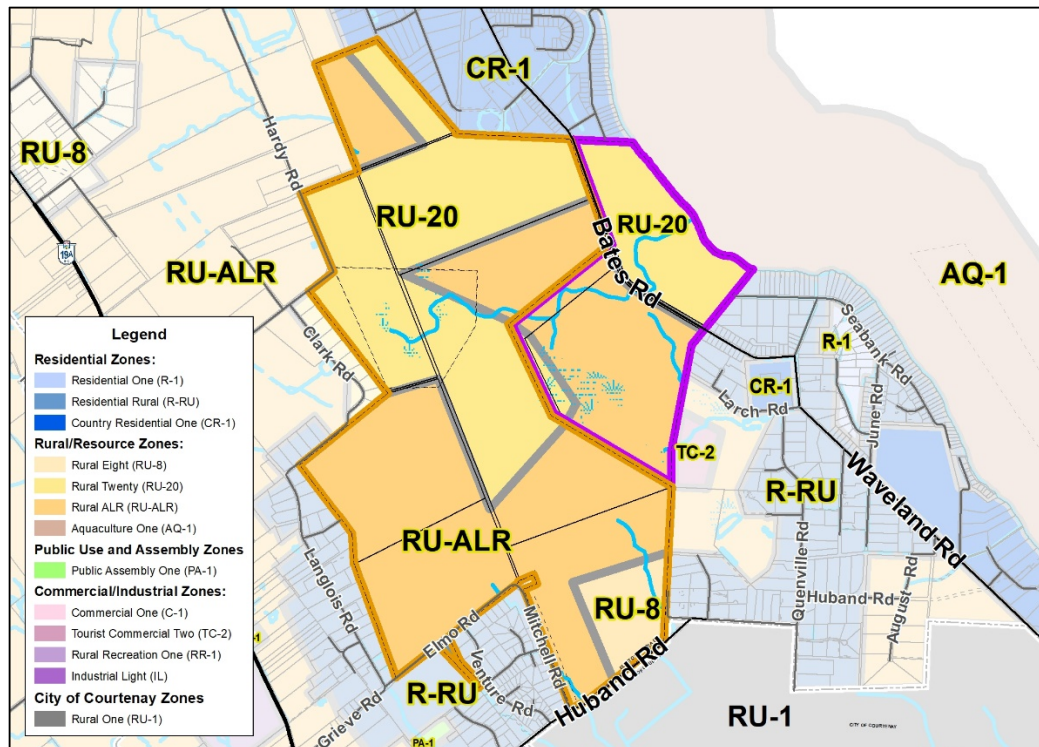 CR-1
RU-8
Hardy Rd
19A
RU-20
RU-20
Bates Rd
RU-ALR
AQ-1
Seabank Rd
R-1
Clark Rd
CR-1
Larch Rd
June Rd
TC-2
R-RU
Waveland Rd
Quenville Rd
Huband Rd
August Rd
RU-ALR
Langlois Rd
RU-8
Elmo Rd
Mitchell Rd
Venture Rd
Huband Rd
R-RU
Grieve Rd
PA-1
RU-1
CITY OF COURTENAY
Legend
Residential Zones:
Residential One (R-1)
Residential Rural (R-RU)
Country Residential One (CR-1)
Rural/Resource Zones:
Rural Eight (RU-8)
Rural Twenty (RU-20)
Rural ALR (RU-ALR)
Aquaculture One (AQ-1)
Public Use and Assembly Zones
Public Assembly One (PA-1)
Commercial/Industrial Zones:
Commercial One (C-1)
Tourist Commercial Two (TC-2)
Rural Recreation One (RR-1)
Industrial Light (IL)
City of Courtenay Zones
Rural One (RU-1)